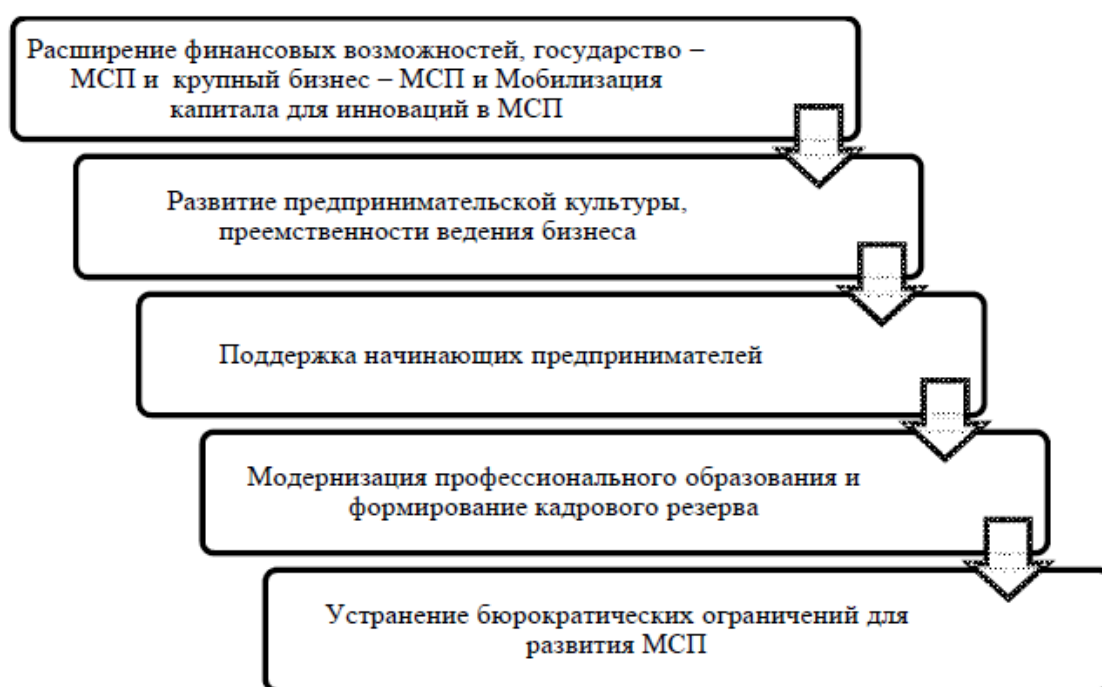 Расширение финансовых возможностей, государство –
МСП и крупный бизнес – МСП и Мобилизация
капитала для инноваций в МСП
Развитие предпринимательской культуры,
преемственности ведения бизнеса
Поддержка начинающих предпринимателей
Модернизация профессионального образования и
формирование кадрового резерва
Устранение бюрократических ограничений для
развития МСП